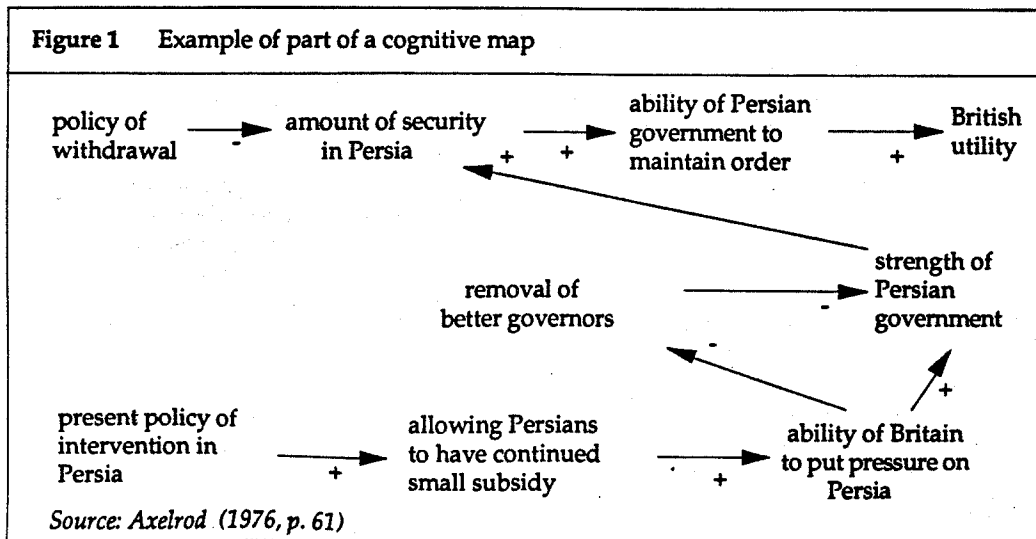 Figure 1 Example of part of a cognitive map
policy of
withdrawal
-
amount of security
in Persia
+ +
ability of Persian
government to
maintain order
+
British
utility
removal of
better governors
-
strength of
Persian
government
-
+
present policy of
intervention in
Persia
+
allowing Persians
to have continued
small subsidy
+
ability of Britain
to put pressure on
Persia
Source: Axelrod (1976, p. 61)